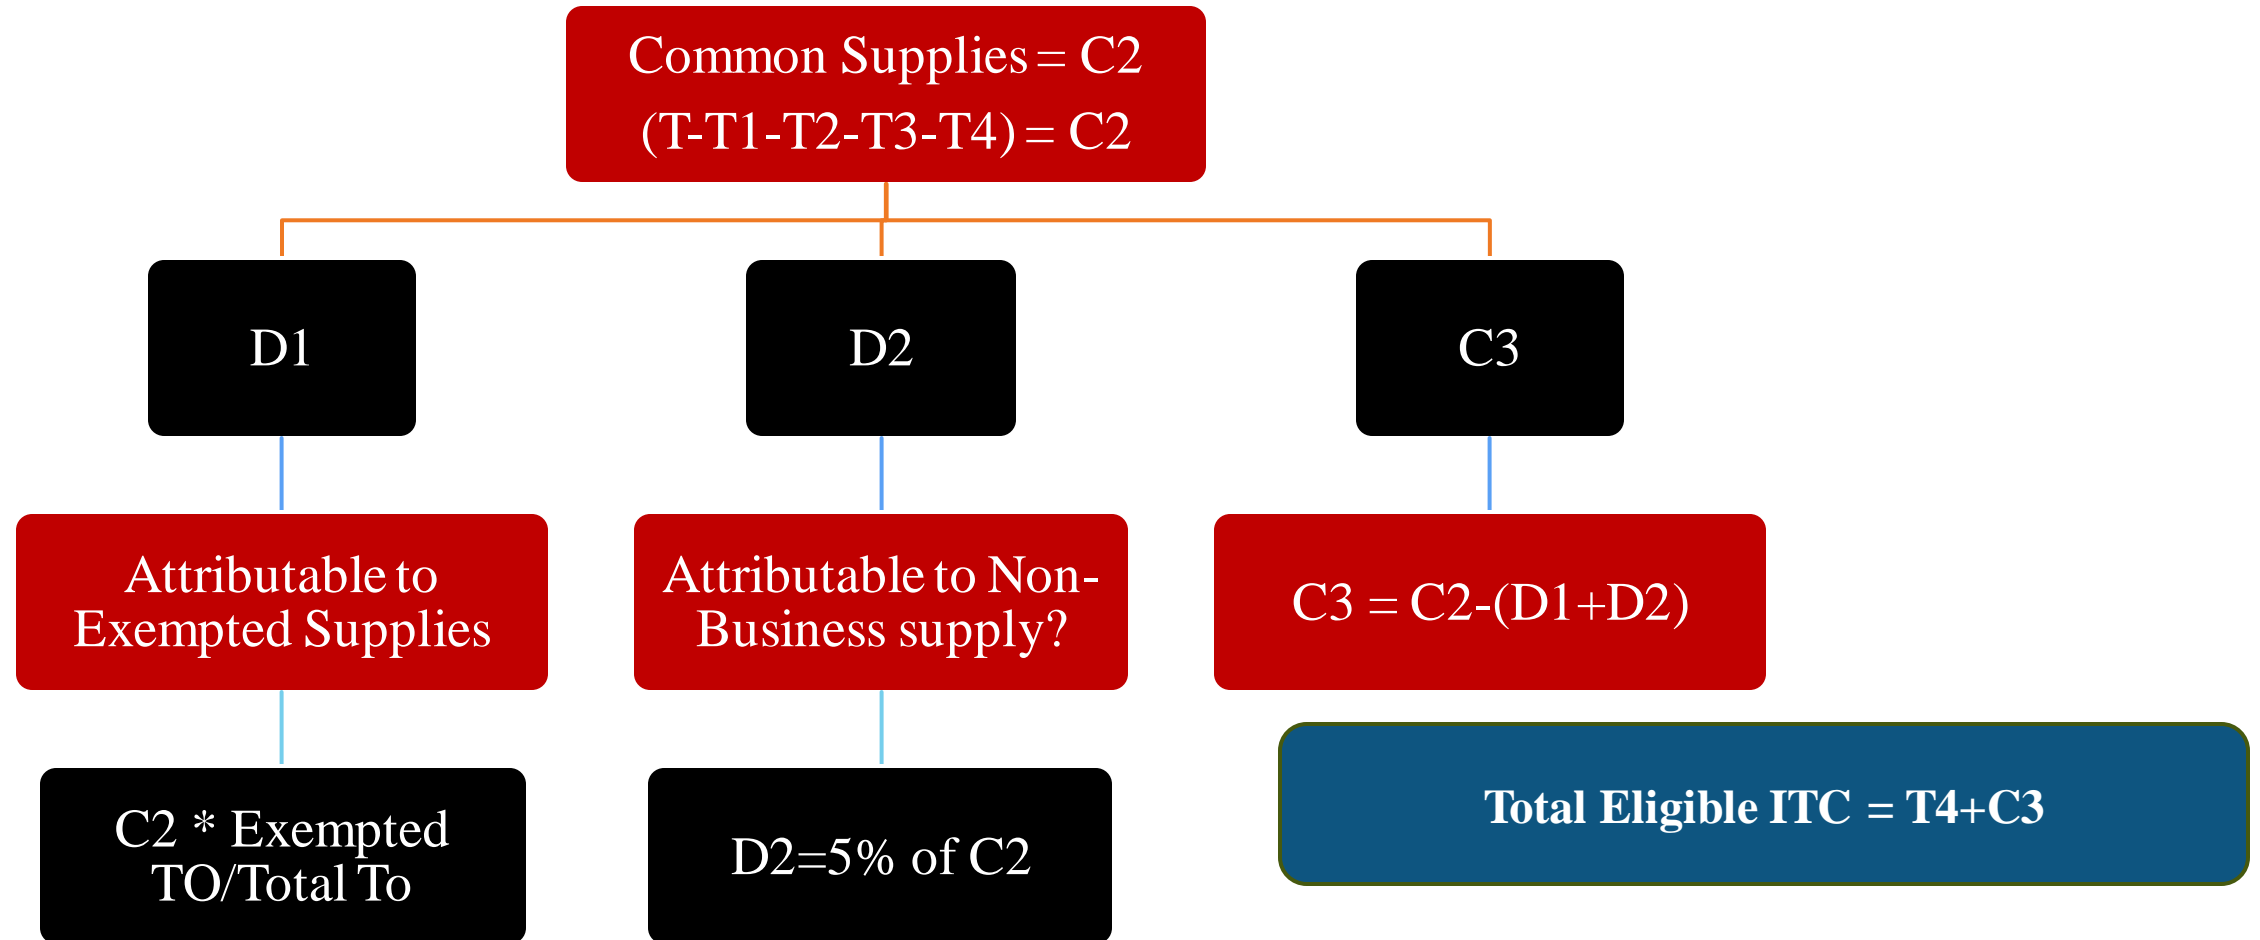 Common Supplies = C2
(T-T1-T2-T3-T4) = C2
D1
D2
C3
Attributable to
Exempted Supplies
Attributable to Non-
Business supply?
C3 = C2-(D1+D2)
C2 * Exempted
TO/Total To
D2=5% of C2
Total Eligible ITC = T4+C3